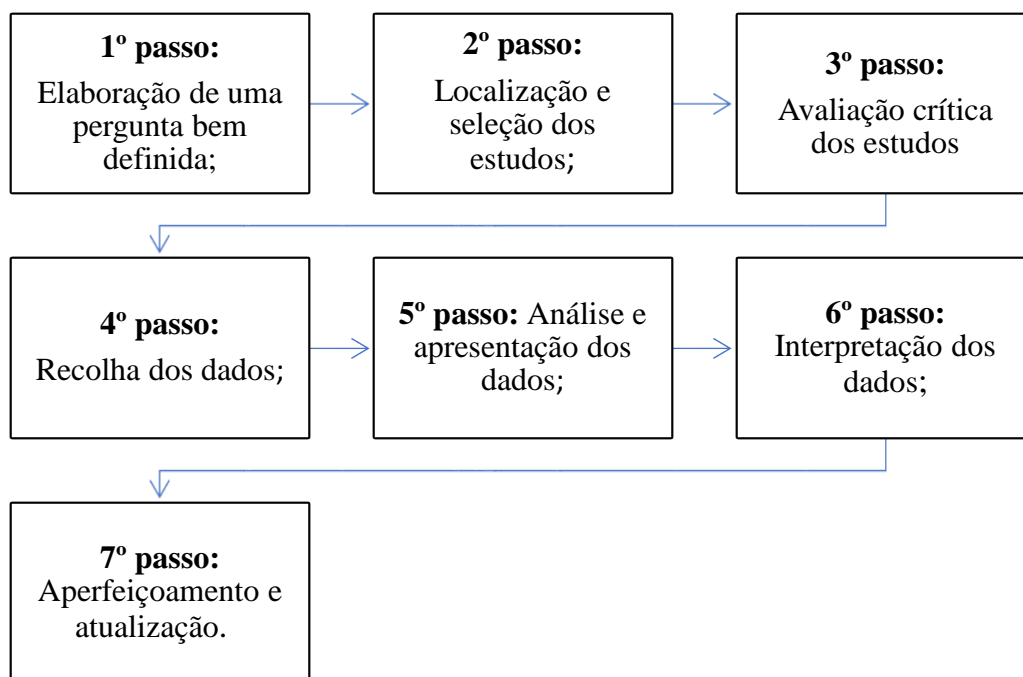 1º passo:
Elaboração de uma
pergunta bem
definida;
2º passo:
Localização e
seleção dos
estudos;
3º passo:
Avaliação crítica
dos estudos
4º passo:
Recolha dos dados;
5º passo: Análise e
apresentação dos
dados;
6º passo:
Interpretação dos
dados;
7º passo:
Aperfeiçoamento e
atualização.